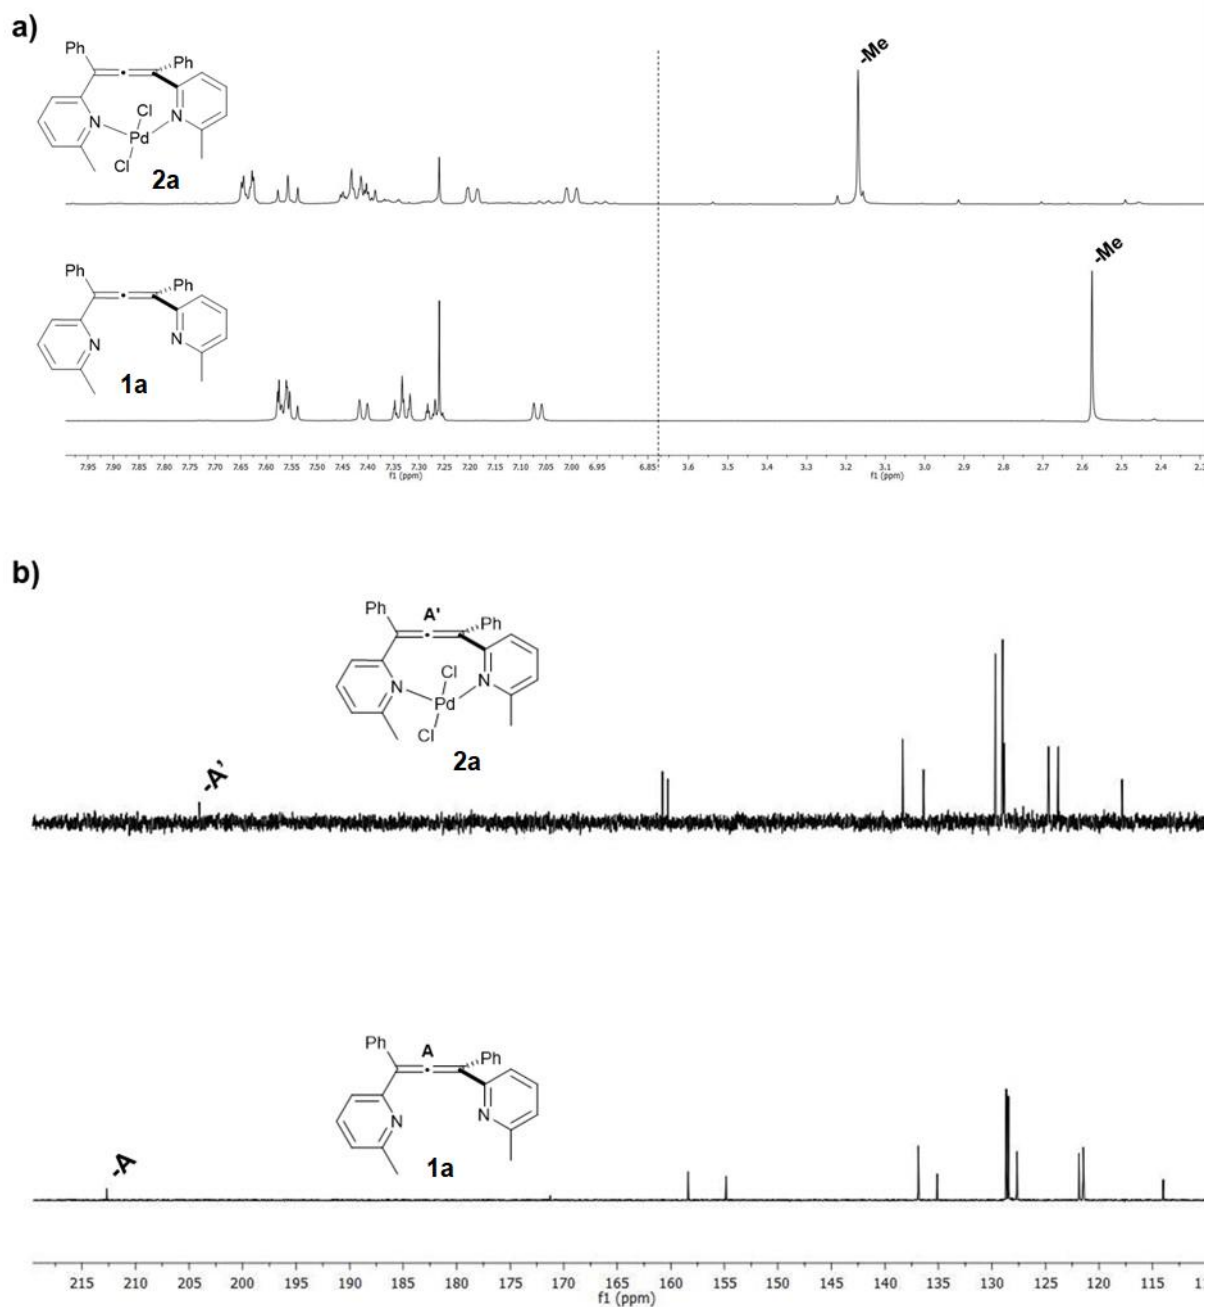 a)
Ph
Ph
N
N
Cl
Pd
Cl
2a
-Me
Ph
Ph
N
N
1a
-Me
7.95 7.90 7.85 7.80 7.75 7.70 7.65 7.60 7.55 7.50 7.45 7.40 7.35 7.30 7.25 7.20 7.15 7.10 7.05 7.00 6.95 6.85 3.6 3.5 3.4 3.3 3.2 3.1 3.0 2.9 2.8 2.7 2.6 2.5 2.4
f1 (ppm) f1 (ppm)
b)
Ph
A'
Ph
N
N
Cl
Pd
Cl
2a
-A'
Ph
A
Ph
N
N
1a
-A
215 210 205 200 195 190 185 180 175 170 165 160 155 150 145 140 135 130 125 120 115
f1 (ppm)